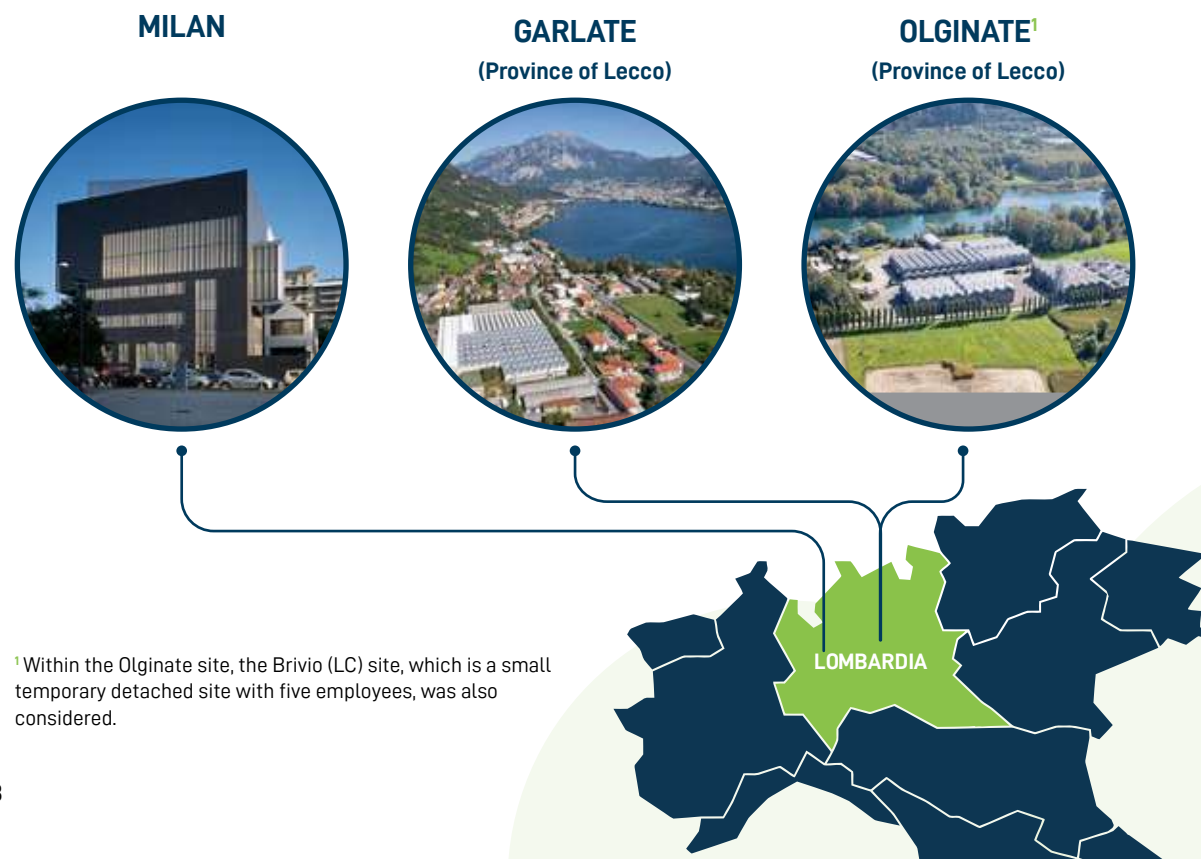 MILAN
GARLATE
(Province of Lecco)
OLGINATE¹
(Province of Lecco)
LOMBARDIA
¹ Within the Olginate site, the Brivio (LC) site, which is a small
temporary detached site with five employees, was also
considered.